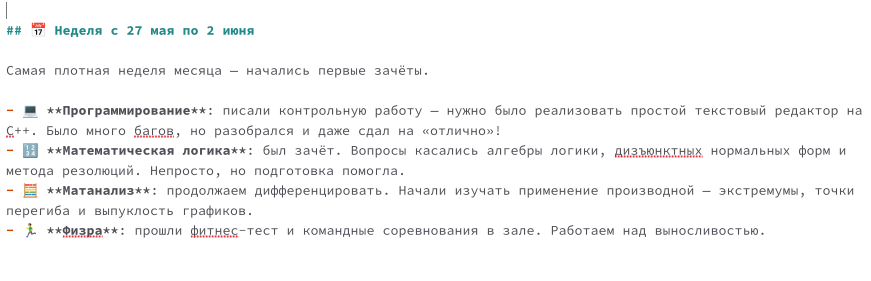 ## 📅 Неделя с 27 мая по 2 июня
Самая плотная неделя месяца — начались первые зачёты.
- 💻 **Программирование**: писали контрольную работу — нужно было реализовать простой текстовый редактор на
C++. Было много багов, но разобрался и даже сдал на «отлично»!
- 🔢 **Математическая логика**: был зачёт. Вопросы касались алгебры логики, дизъюнктных нормальных форм и
метода резолюций. Непросто, но подготовка помогла.
- 🧮 **Матанализ**: продолжаем дифференцировать. Начали изучать применение производной — экстремумы, точки
перегиба и выпуклость графиков.
- 🏃‍♂️ **Физра**: прошли фитнес-тест и командные соревнования в зале. Работаем над выносливостью.